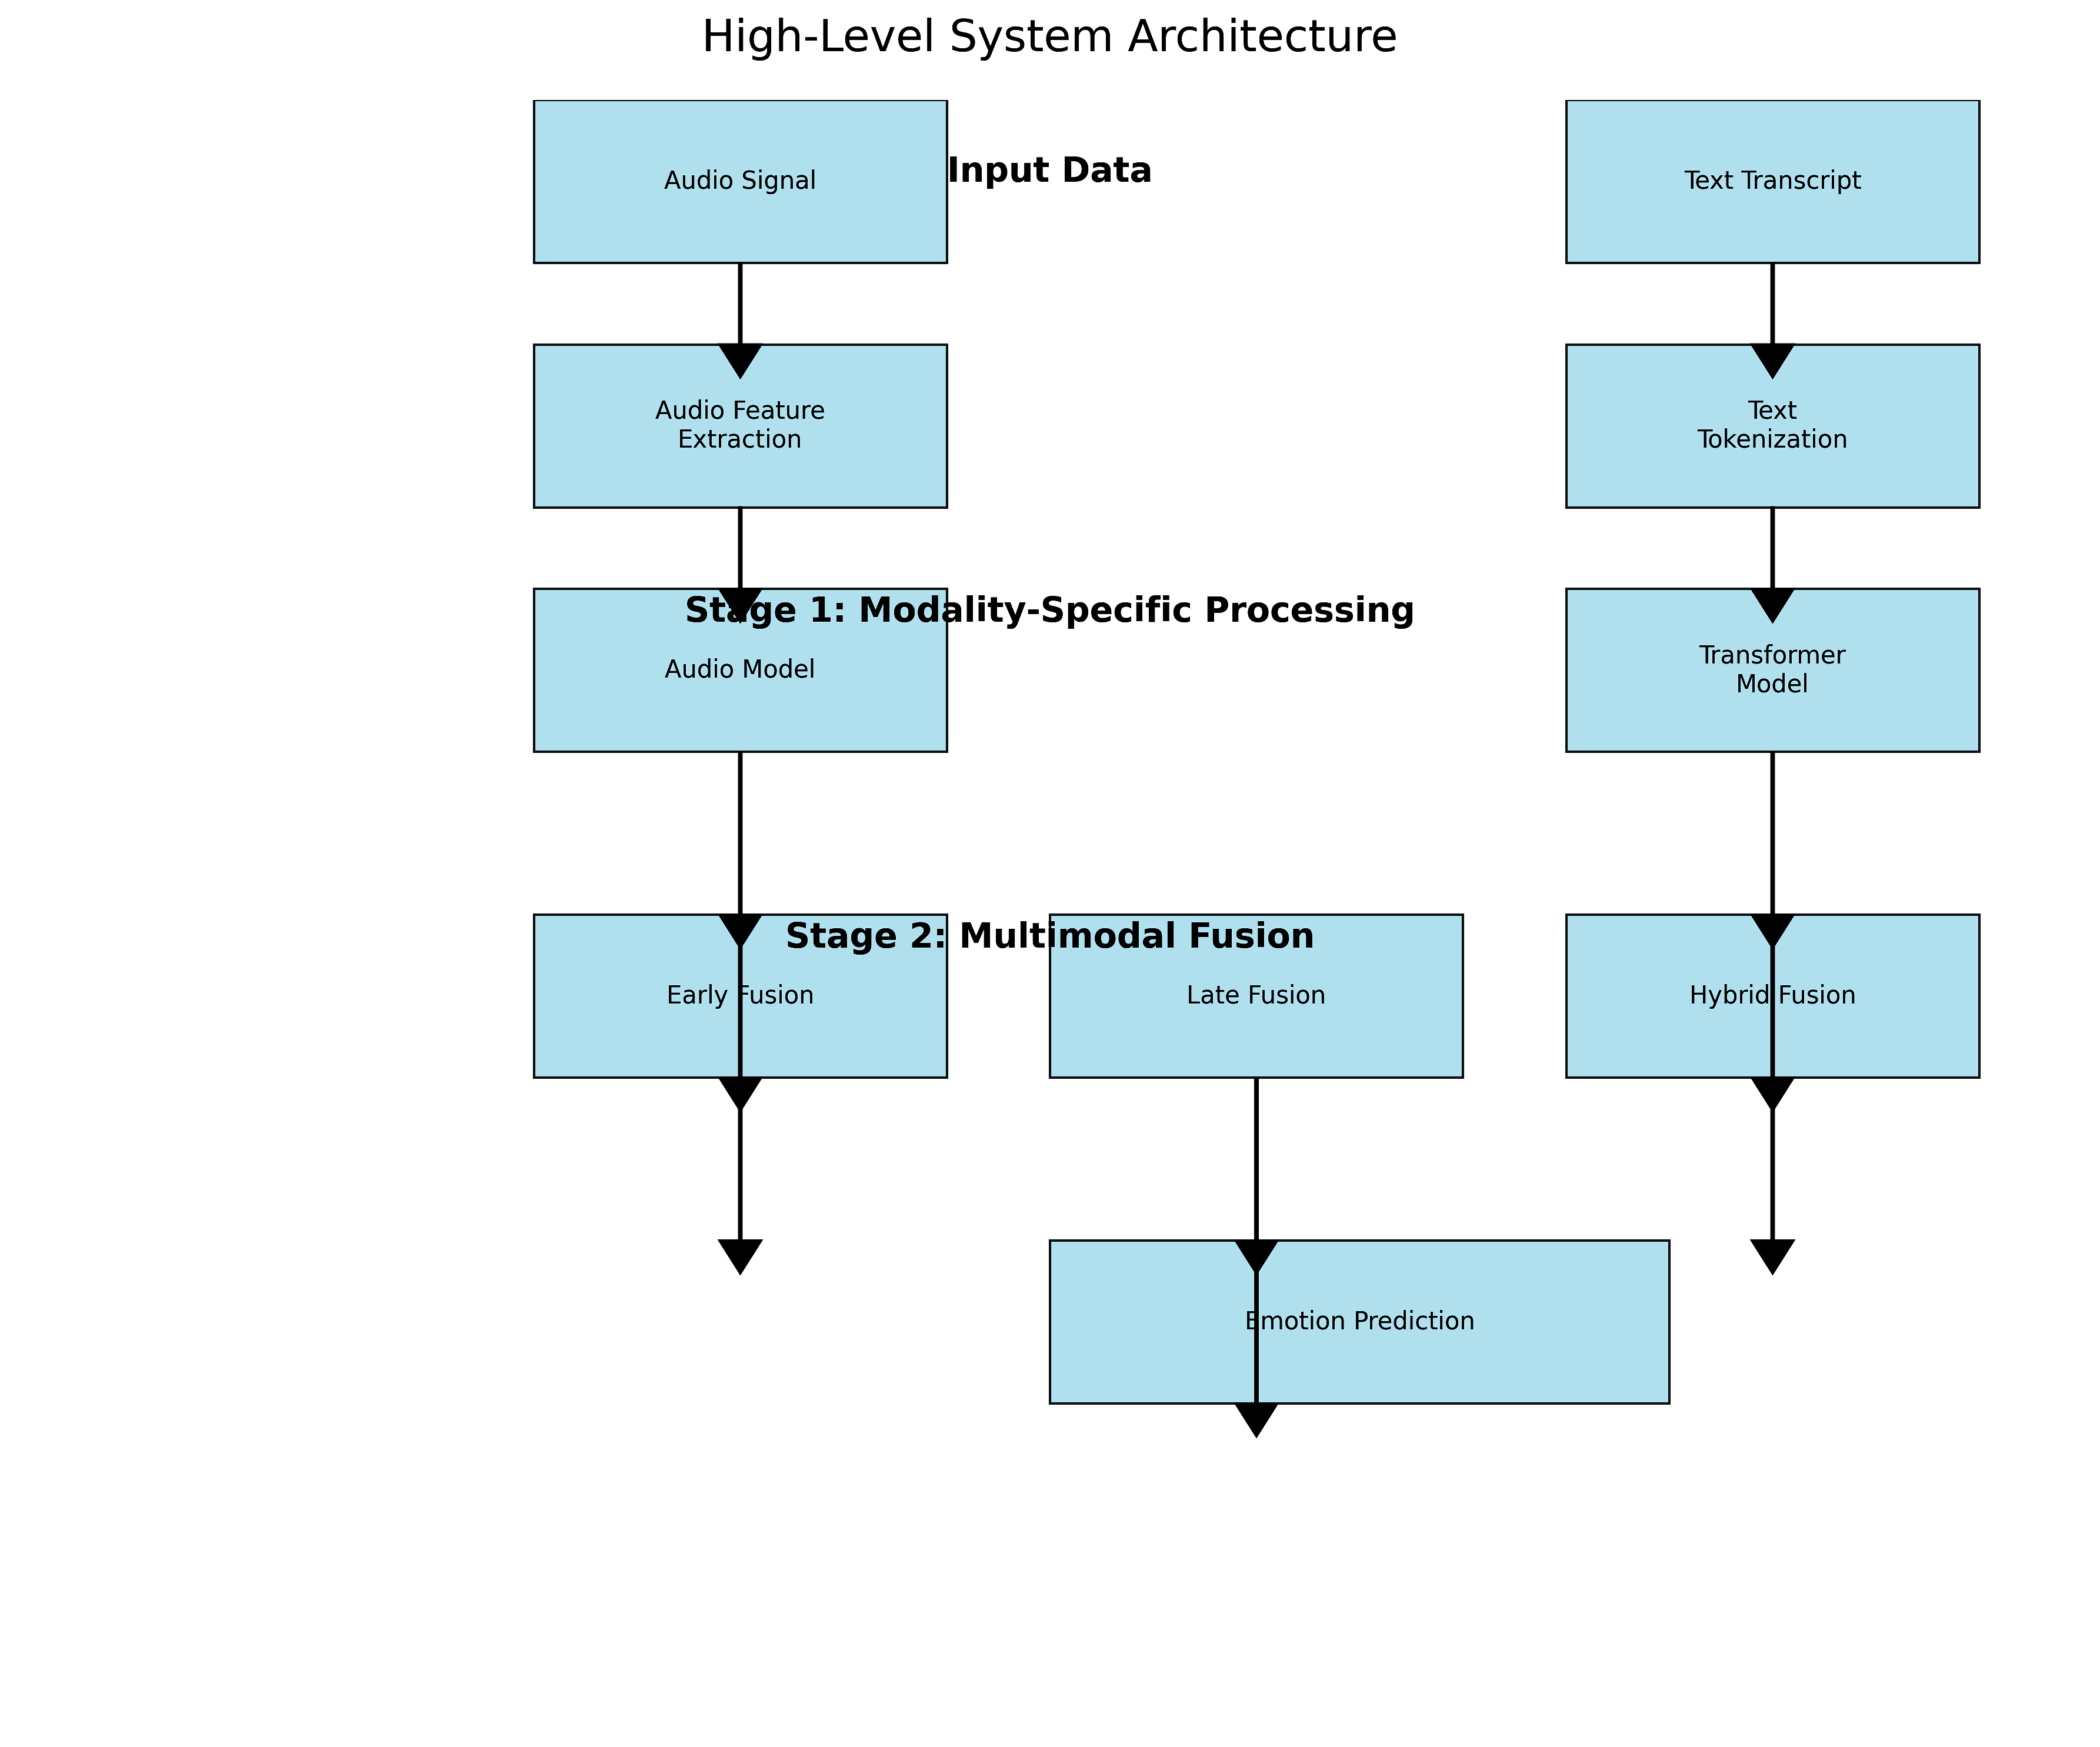 High-Level System Architecture
Audio Signal
Input Data
Text Transcript
Audio Feature
Extraction
Text
Tokenization
Stage 1: Modality-Specific Processing
Audio Model
Transformer
Model
Stage 2: Multimodal Fusion
Early Fusion
Late Fusion
Hybrid Fusion
Emotion Prediction